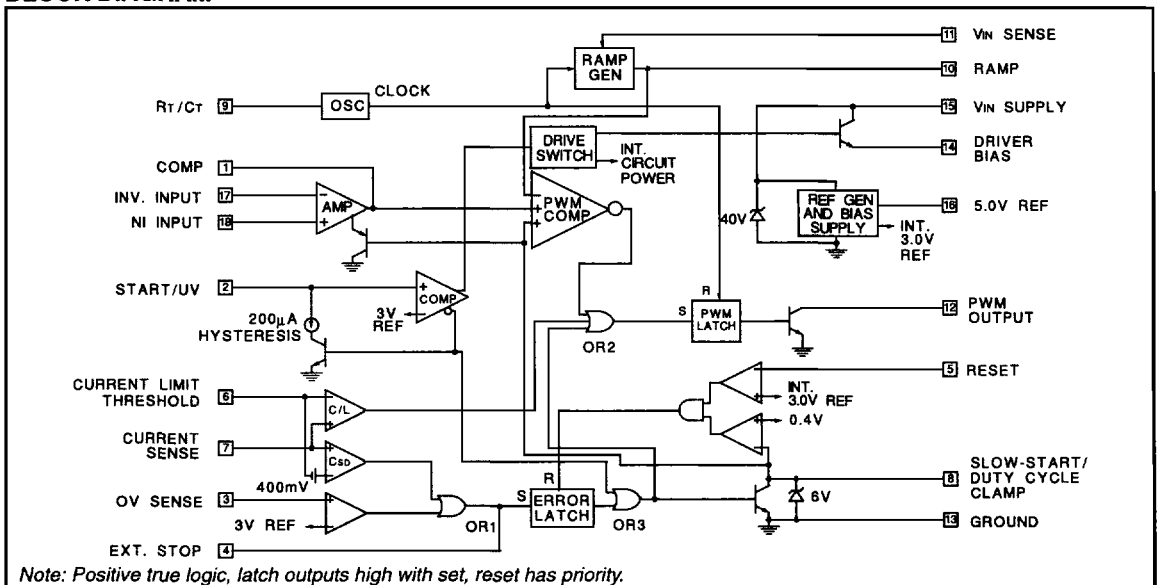 11 VIN SENSE
RAMP GEN
10 RAMP
RT/CT 9
OSC
CLOCK
15 VIN SUPPLY
DRIVE SWITCH
INT. CIRCUIT POWER
14 DRIVER BIAS
COMP 1
INV. INPUT 17
NI INPUT 18
-
+
AMP
+
+
PWM COMP
40V
REF GEN AND BIAS SUPPLY
16 5.0V REF
INT. 3.0V REF
START/UV 2
+
COMP
3V REF
200µA HYSTERESIS
OR2
R
S
PWM LATCH
12 PWM OUTPUT
CURRENT LIMIT THRESHOLD 6
-
C/L
+
5 RESET
INT. 3.0V REF
0.4V
CURRENT SENSE 7
+
CSD
-
400mV
OV SENSE 3
+
3V REF
-
OR1
R
S
ERROR LATCH
OR3
SLOW-START/ DUTY CYCLE CLAMP
8
6V
13 GROUND
EXT. STOP 4
Note: Positive true logic, latch outputs high with set, reset has priority.